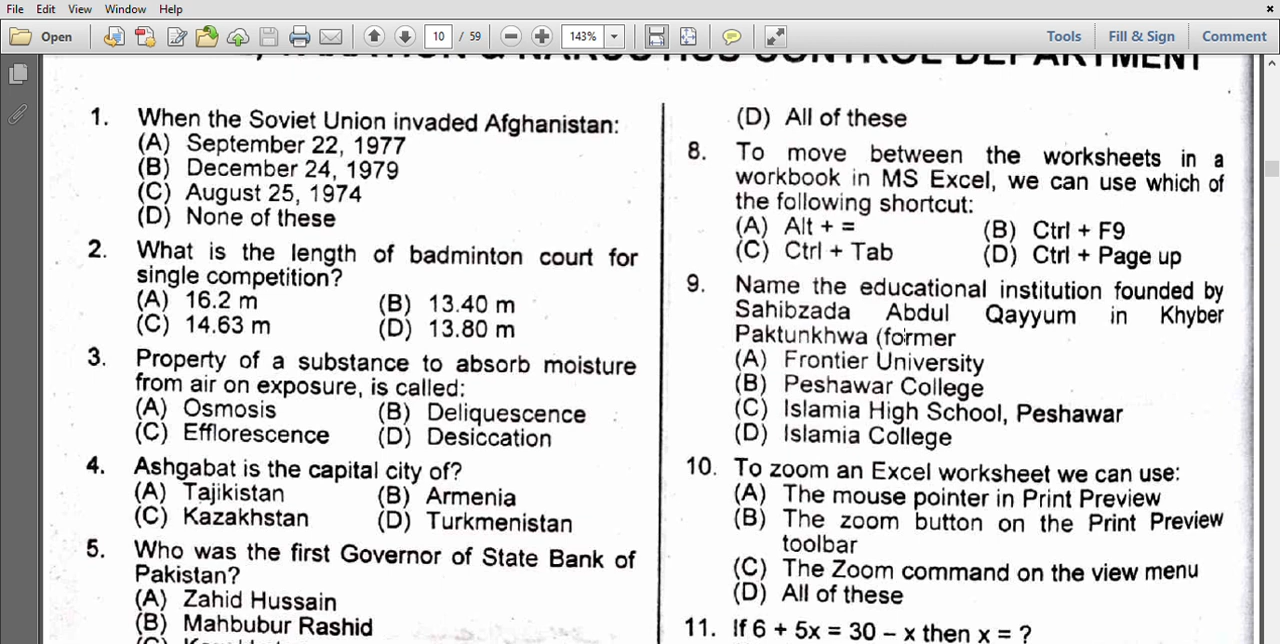 File Edit View Window Help
Open 10 / 59 143% Tools Fill & Sign Comment
CONTROL DEPARTMENT
1. When the Soviet Union invaded Afghanistan:
(A) September 22, 1977
(B) December 24, 1979
(C) August 25, 1974
(D) None of these
2. What is the length of badminton court for
single competition?
(A) 16.2 m (B) 13.40 m
(C) 14.63 m (D) 13.80 m
3. Property of a substance to absorb moisture
from air on exposure, is called:
(A) Osmosis (B) Deliquescence
(C) Efflorescence (D) Desiccation
4. Ashgabat is the capital city of?
(A) Tajikistan (B) Armenia
(C) Kazakhstan (D) Turkmenistan
5. Who was the first Governor of State Bank of
Pakistan?
(A) Zahid Hussain
(B) Mahbubur Rashid
(D) All of these
8. To move between the worksheets in a
workbook in MS Excel, we can use which of
the following shortcut:
(A) Alt + = (B) Ctrl + F9
(C) Ctrl + Tab (D) Ctrl + Page up
9. Name the educational institution founded by
Sahibzada Abdul Qayyum in Khyber
Paktunkhwa (former
(A) Frontier University
(B) Peshawar College
(C) Islamia High School, Peshawar
(D) Islamia College
10. To zoom an Excel worksheet we can use:
(A) The mouse pointer in Print Preview
(B) The zoom button on the Print Preview
toolbar
(C) The Zoom command on the view menu
(D) All of these
11. If 6 + 5x = 30 – x then x = ?